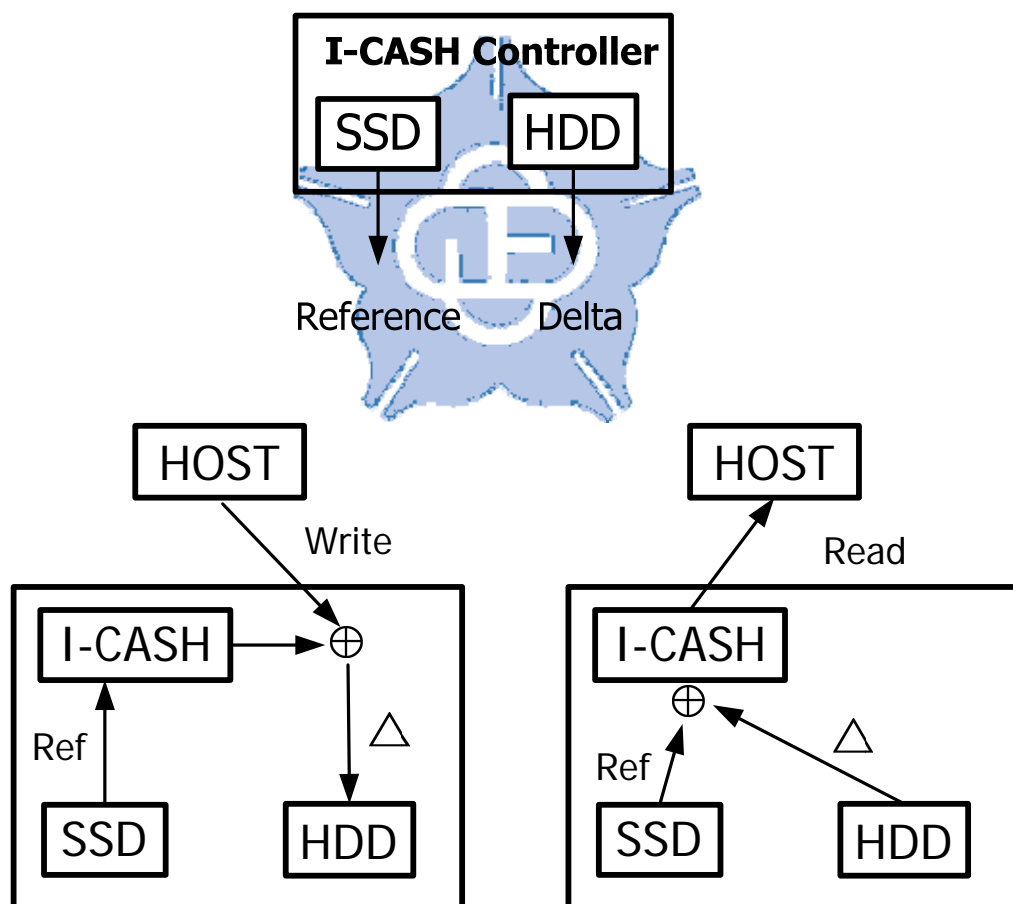 I-CASH Controller
SSD HDD
Reference Delta
HOST HOST
Write Read
I-CASH I-CASH
Ref △ Ref △
SSD HDD SSD HDD